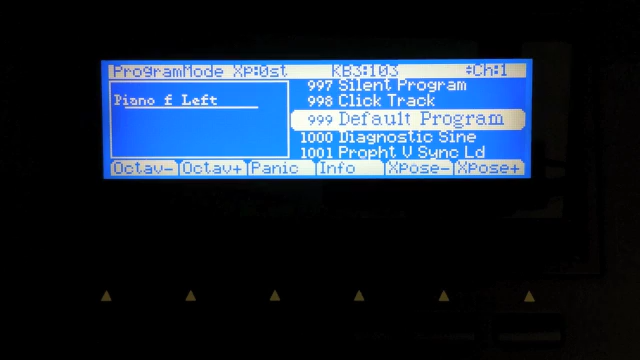 ProgramMode Xp:0st KB3:103 Ch:1
Piano f Left
997 Silent Program
998 Click Track
999 Default Program
1000 Diagnostic Sine
1001 Propht V Sync Ld
Octav- Octav+ Panic Info Xpose- Xpose+